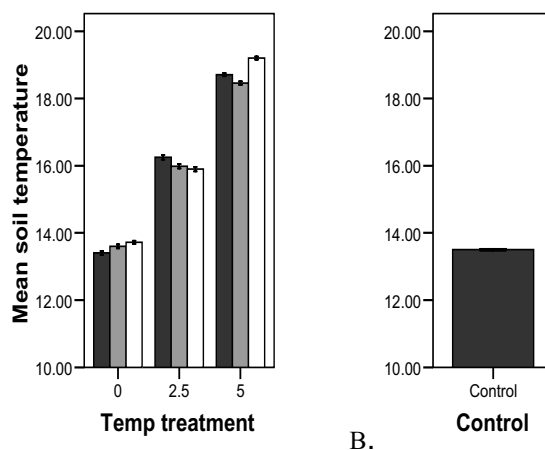 20.00
18.00
16.00
14.00
12.00
10.00
Mean soil temperature
0 2.5 5
Temp treatment
20.00
18.00
16.00
14.00
12.00
10.00
Control
Control
B.